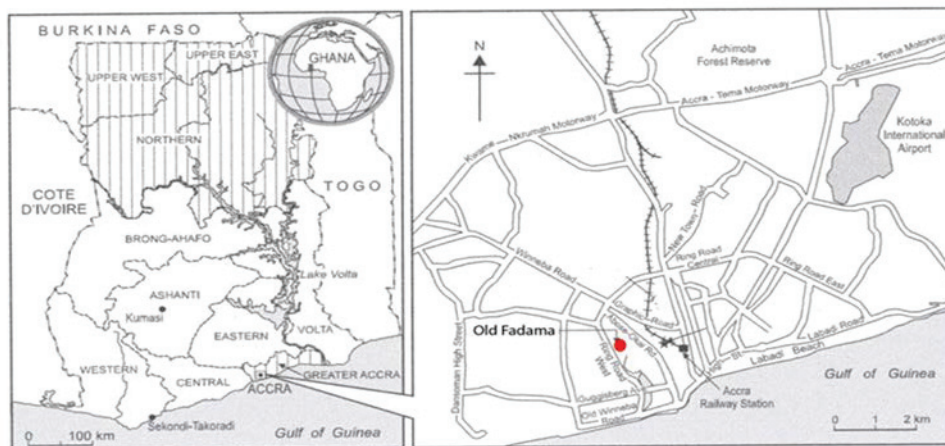 BURKINA FASO
UPPER EAST
UPPER WEST
GHANA
NORTHERN
COTE
D'IVOIRE
TOGO
BRONG-AHAFO
Lake Volta
ASHANTI
Kumasi
EASTERN
VOLTA
WESTERN
CENTRAL
GREATER ACCRA
ACCRA
Sekondi-Takoradi
0 100 km
Gulf of Guinea
N
Achimota
Forest Reserve
Accra - Tema Motorway
Accra - Tema Motorway
Kwame Nkrumah Motorway
Kotoka
International
Airport
New Town Road
Winneba Road
Ring Road
Central
Ring Road East
Graphic Road
Old Fadama
Ring Road
West
Labadi Road
High St
Labadi Beach
Dansoman High Street
Guggisberg Av
Old Winneba
Road
Accra
Railway Station
Gulf of Guinea
0 1 2 km